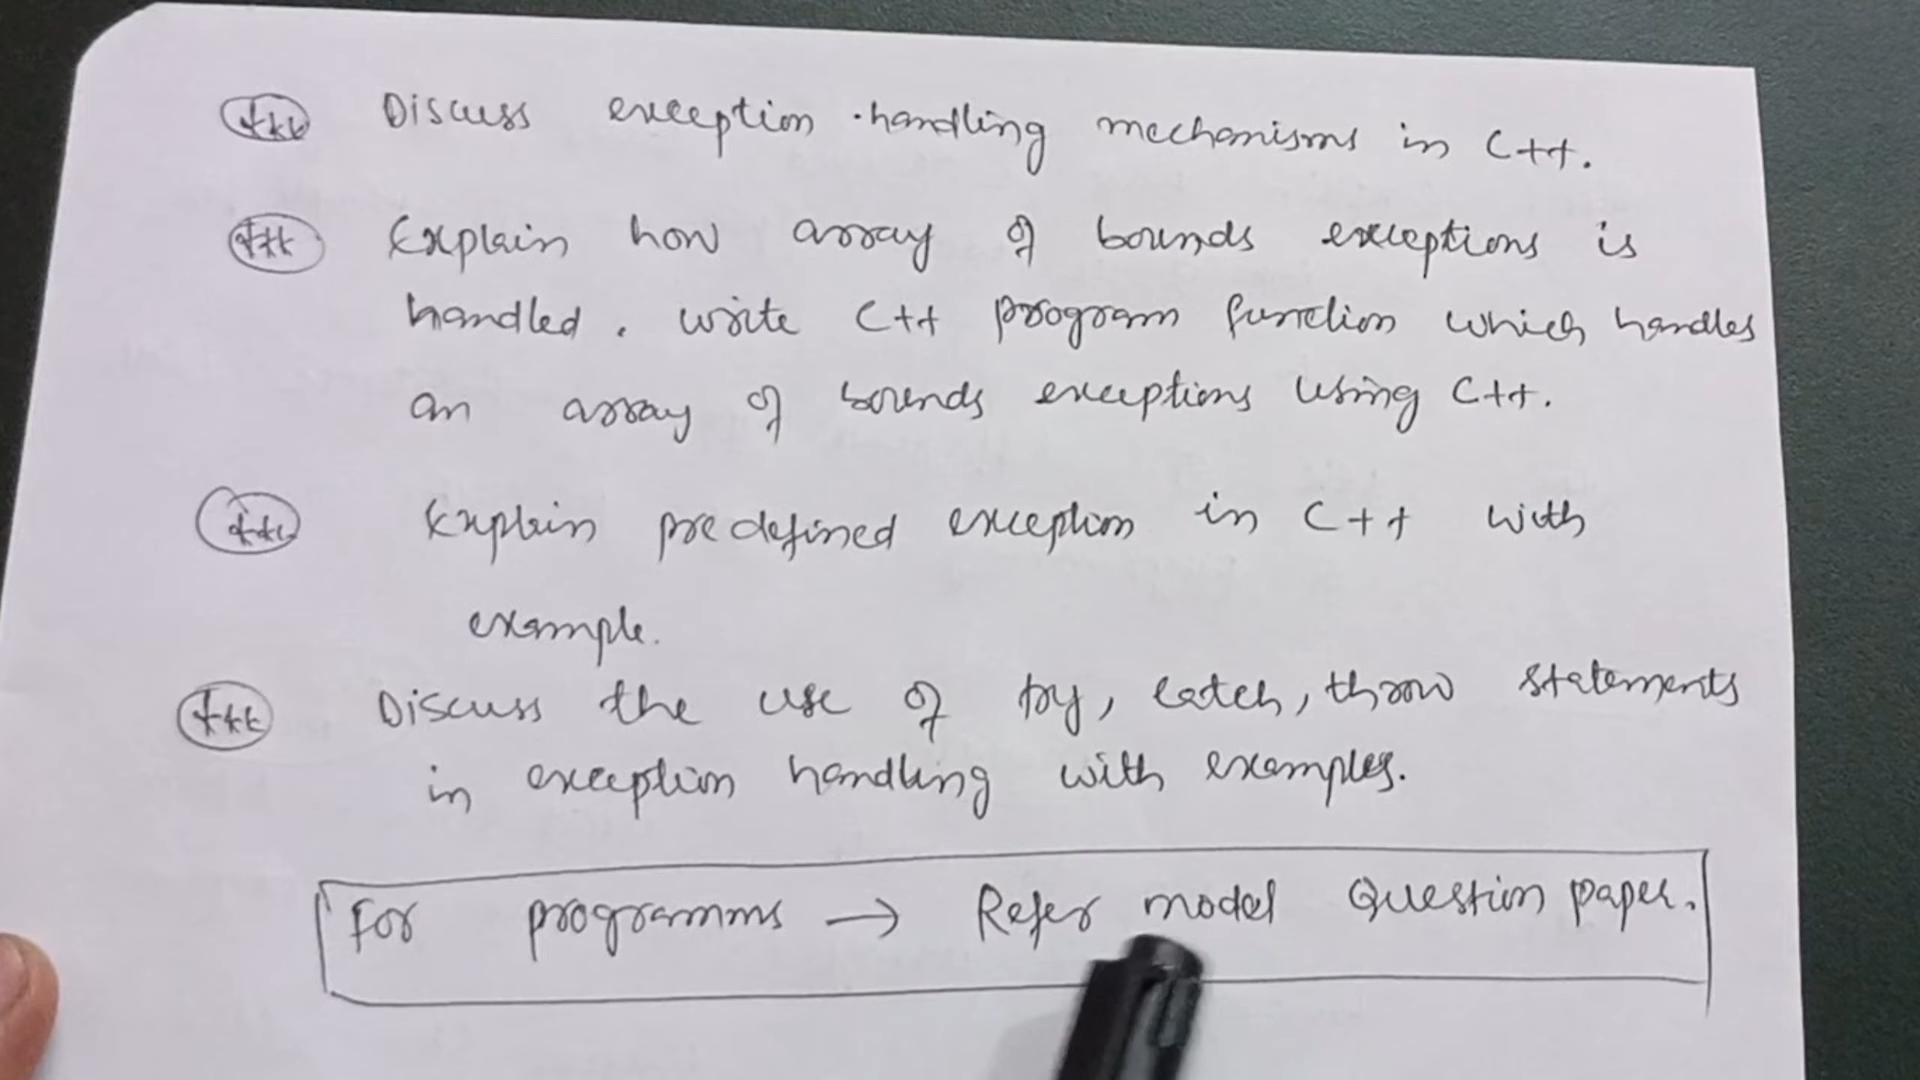 *** Discuss exception handling mechanisms in C++.
*** Explain how array of bounds exceptions is
handled. write C++ program function which handles
an array of bounds exceptions using C++.
*** Explain predefined exception in C++ with
example.
*** Discuss the use of try, catch, throw statements
in exception handling with examples.
For programms → Refer model Question paper.